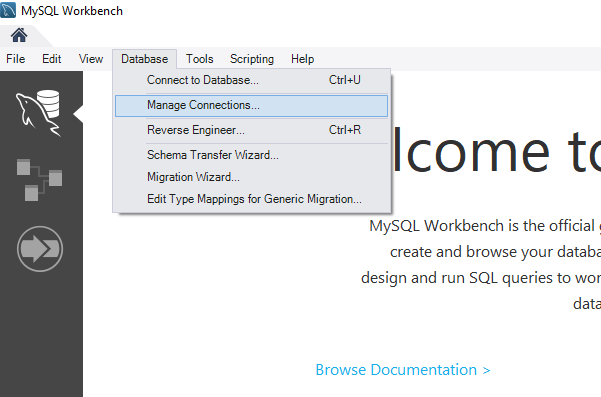 MySQL Workbench
File Edit View Database Tools Scripting Help
Connect to Database... Ctrl+U
Manage Connections...
Reverse Engineer... Ctrl+R
Schema Transfer Wizard...
Migration Wizard...
Edit Type Mappings for Generic Migration...
lcome to
MySQL Workbench is the official g
create and browse your databa
design and run SQL queries to wor
data
Browse Documentation >